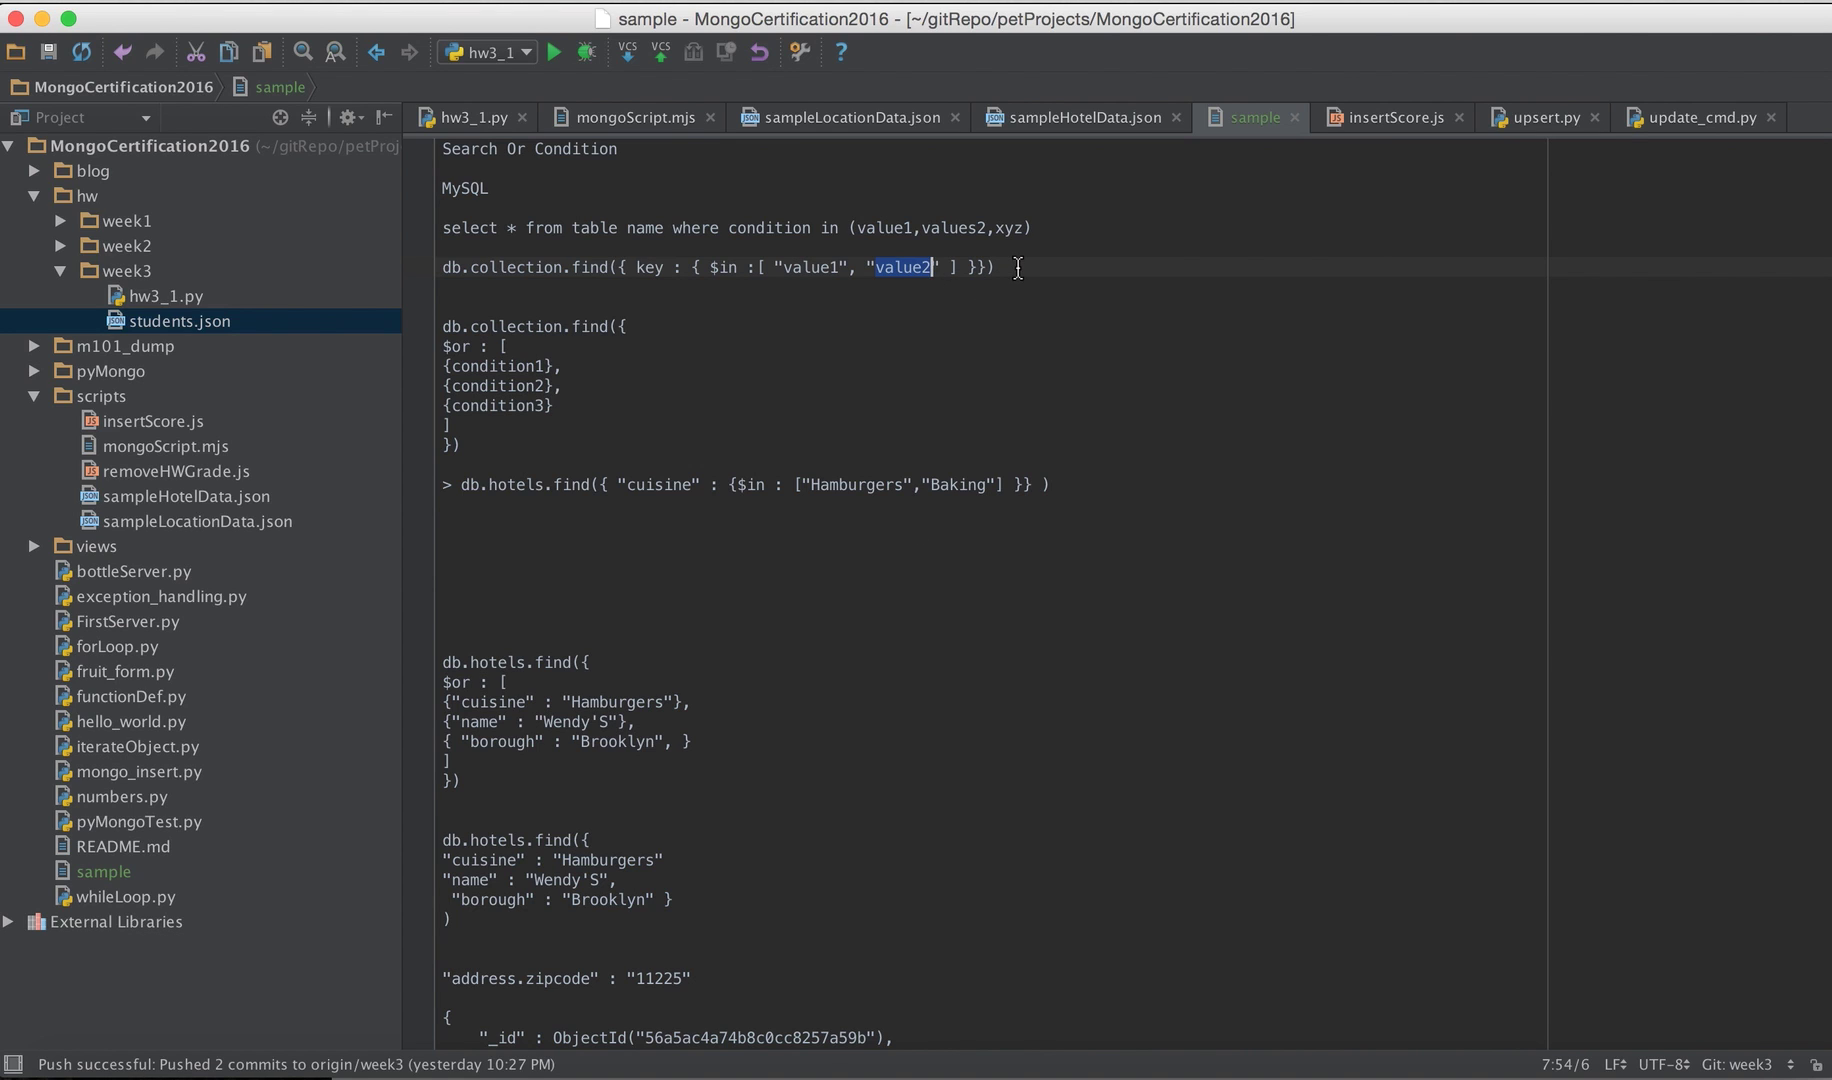 sample - MongoCertification2016 - [~/gitRepo/petProjects/MongoCertification2016]
hw3_1
VCS VCS
?
MongoCertification2016 sample
Project
hw3_1.py mongoScript.mjs sampleLocationData.json sampleHotelData.json sample insertScore.js upsert.py update_cmd.py
MongoCertification2016 (~/gitRepo/petProj
blog
hw
week1
week2
week3
hw3_1.py
students.json
m101_dump
pyMongo
scripts
insertScore.js
mongoScript.mjs
removeHWGrade.js
sampleHotelData.json
sampleLocationData.json
views
bottleServer.py
exception_handling.py
FirstServer.py
forLoop.py
fruit_form.py
functionDef.py
hello_world.py
iterateObject.py
mongo_insert.py
numbers.py
pyMongoTest.py
README.md
sample
whileLoop.py
External Libraries
Search Or Condition
MySQL
select * from table name where condition in (value1,values2,xyz)
db.collection.find({ key : { $in :[ "value1", "value2" ] }})
db.collection.find({
$or : [
{condition1},
{condition2},
{condition3}
]
})
> db.hotels.find({ "cuisine" : {$in : ["Hamburgers","Baking"] }} )
db.hotels.find({
$or : [
{"cuisine" : "Hamburgers"},
{"name" : "Wendy'S"},
{ "borough" : "Brooklyn", }
]
})
db.hotels.find({
"cuisine" : "Hamburgers"
"name" : "Wendy'S",
"borough" : "Brooklyn" }
)
"address.zipcode" : "11225"
{
"_id" : ObjectId("56a5ac4a74b8c0cc8257a59b"),
Push successful: Pushed 2 commits to origin/week3 (yesterday 10:27 PM)
7:54/6 LF UTF-8 Git: week3